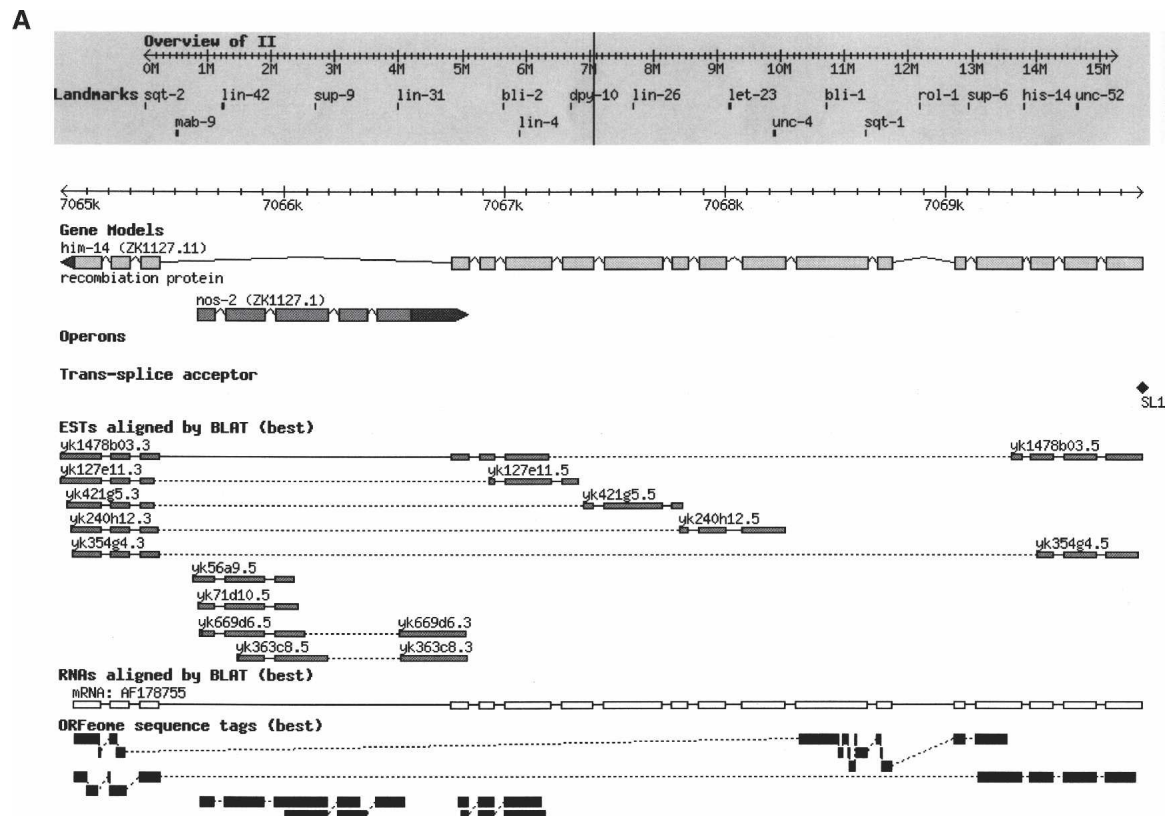 A
Overview of II
0M 1M 2M 3M 4M 5M 6M 7M 8M 9M 10M 11M 12M 13M 14M 15M
Landmarks sqt-2 lin-42 sup-9 lin-31 bli-2 dpy-10 lin-26 let-23 bli-1 rol-1 sup-6 his-14 unc-52
mab-9 lin-4 unc-4 sqt-1
7065k 7066k 7067k 7068k 7069k
Gene Models
him-14 (ZK1127.11)
recombiation protein
nos-2 (ZK1127.1)
Operons
Trans-splice acceptor
SL1
ESTs aligned by BLAT (best)
yk1478b03.3 yk1478b03.5
yk127e11.3 yk127e11.5
yk421g5.3 yk421g5.5
yk240h12.3 yk240h12.5
yk354g4.3 yk354g4.5
yk56a9.5
yk71d10.5
yk669d6.5 yk669d6.3
yk363c8.5 yk363c8.3
RNAs aligned by BLAT (best)
mRNA: AF178755
ORFeome sequence tags (best)